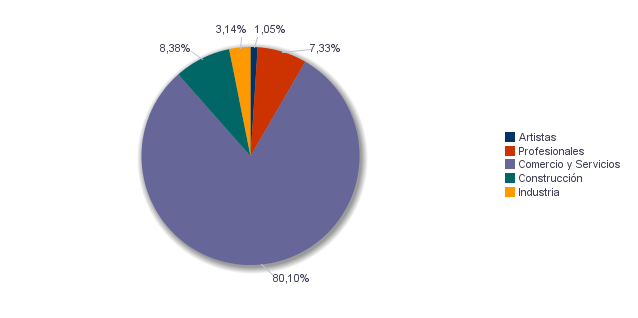 3,14%
1,05%
8,38%
7,33%
80,10%
Artistas
Profesionales
Comercio y Servicios
Construcción
Industria